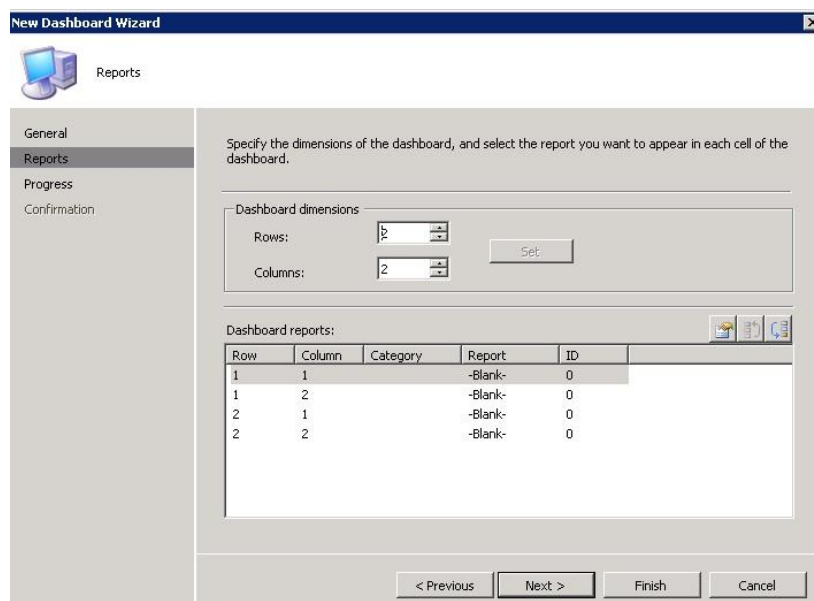 New Dashboard Wizard
Reports
General
Reports
Progress
Confirmation
Specify the dimensions of the dashboard, and select the report you want to appear in each cell of the
dashboard.
Dashboard dimensions
Rows:
Set
Columns: 2
Dashboard reports:
Row Column Category Report ID
1 1 -Blank- 0
1 2 -Blank- 0
2 1 -Blank- 0
2 2 -Blank- 0
< Previous Next > Finish Cancel